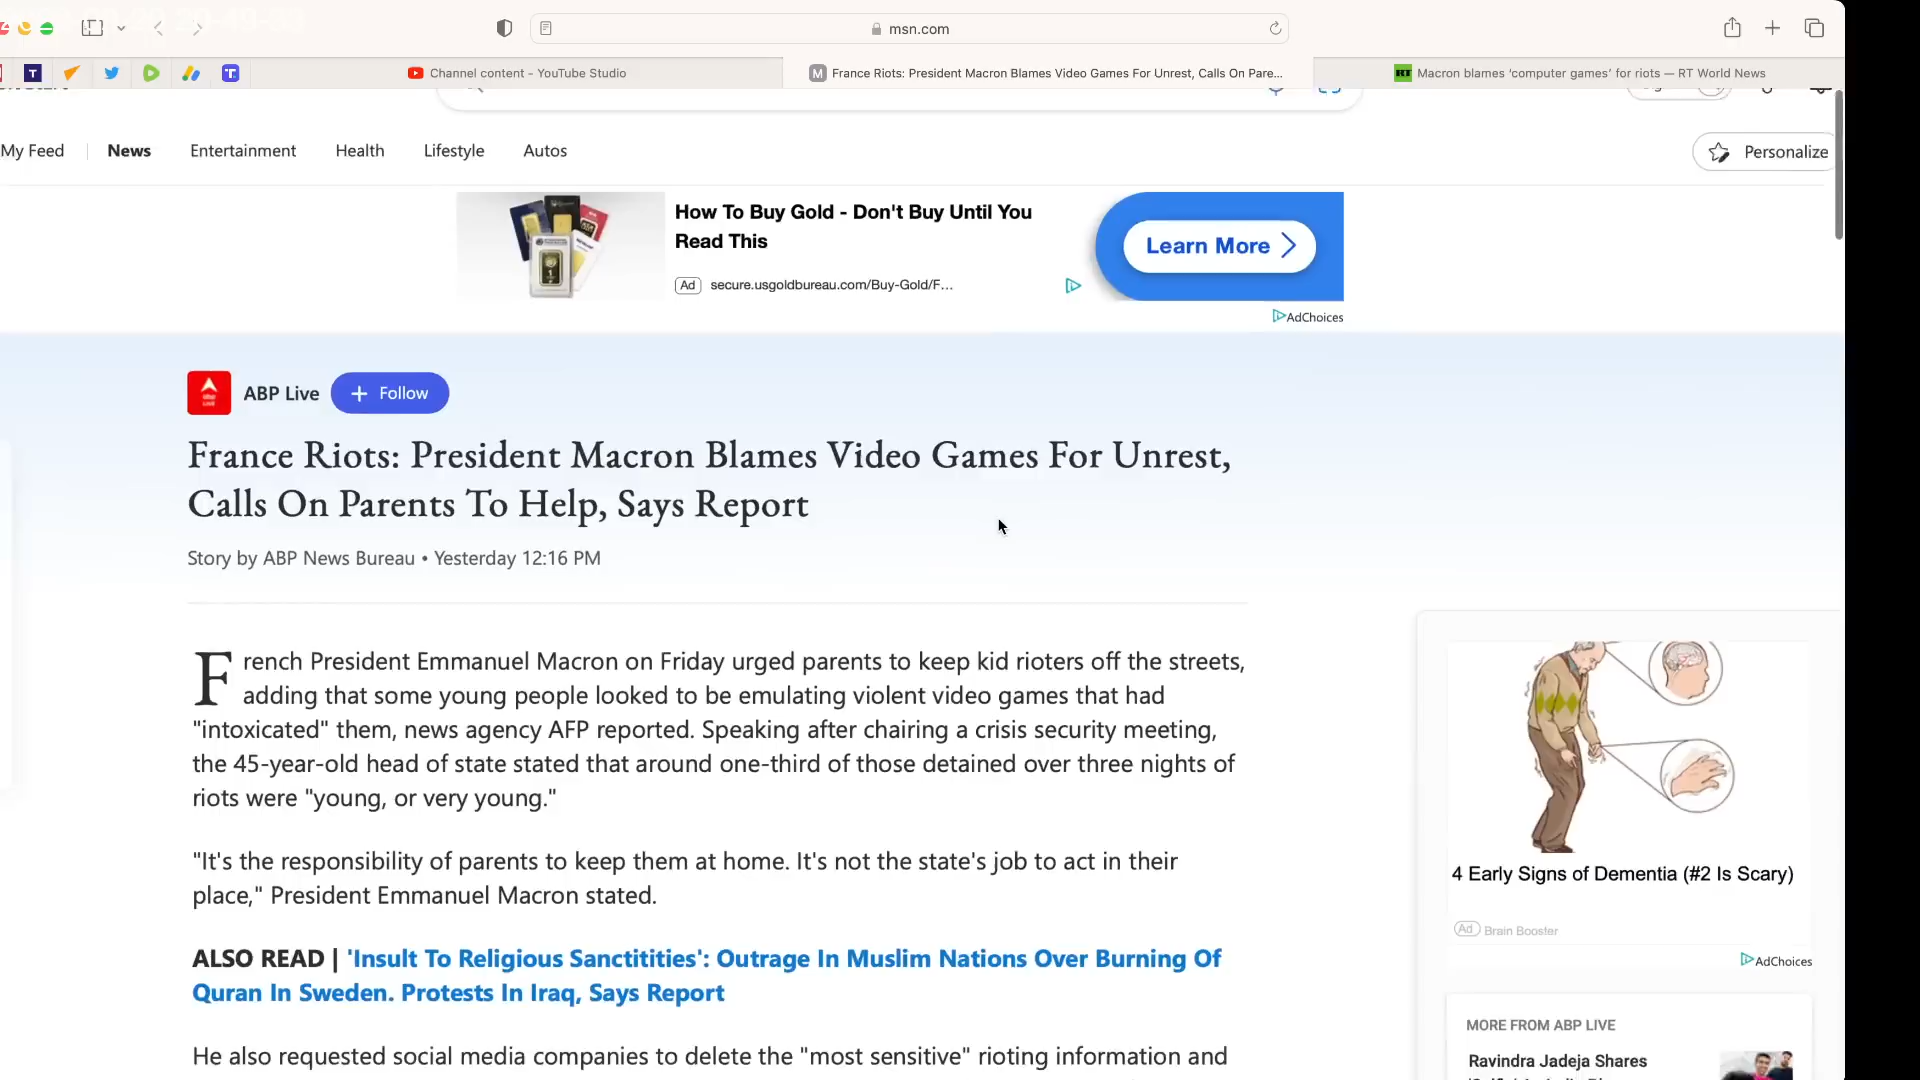 msn.com
Channel content - YouTube Studio
France Riots: President Macron Blames Video Games For Unrest, Calls On Pare...
Macron blames ‘computer games’ for riots — RT World News
My Feed
News
Entertainment
Health
Lifestyle
Autos
Personalize
How To Buy Gold - Don't Buy Until You
Read This
Ad secure.usgoldbureau.com/Buy-Gold/F...
Learn More
AdChoices
ABP Live
+ Follow
France Riots: President Macron Blames Video Games For Unrest,
Calls On Parents To Help, Says Report
Story by ABP News Bureau • Yesterday 12:16 PM
French President Emmanuel Macron on Friday urged parents to keep kid rioters off the streets,
adding that some young people looked to be emulating violent video games that had
"intoxicated" them, news agency AFP reported. Speaking after chairing a crisis security meeting,
the 45-year-old head of state stated that around one-third of those detained over three nights of
riots were "young, or very young."
"It's the responsibility of parents to keep them at home. It's not the state's job to act in their
place," President Emmanuel Macron stated.
ALSO READ | 'Insult To Religious Sanctitities': Outrage In Muslim Nations Over Burning Of
Quran In Sweden. Protests In Iraq, Says Report
He also requested social media companies to delete the "most sensitive" rioting information and
4 Early Signs of Dementia (#2 Is Scary)
Ad Brain Booster
AdChoices
MORE FROM ABP LIVE
Ravindra Jadeja Shares